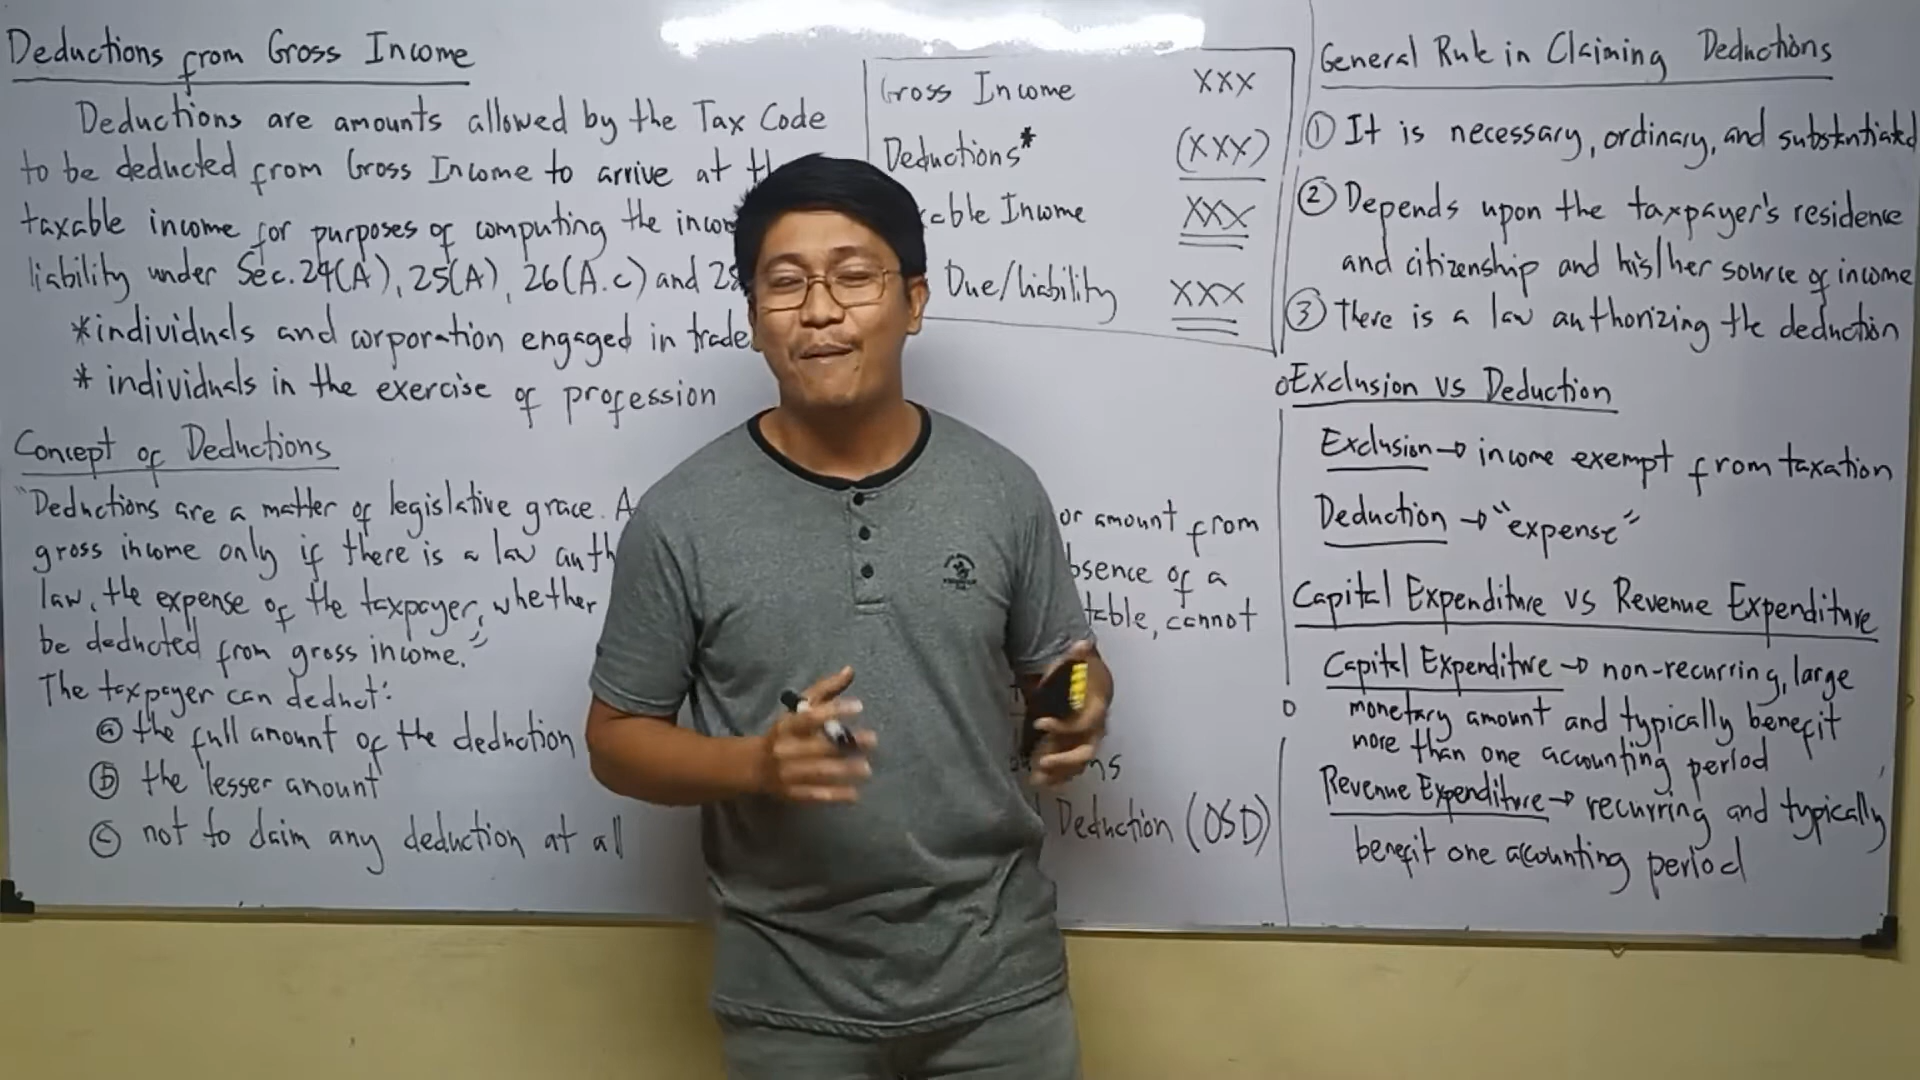 Deductions from Gross Income
Deductions are amounts allowed by the Tax Code
to be deducted from Gross Income to arrive at
taxable income for purposes of computing the
liability under Sec. 24(A), 25(A), 26(A.c) and
*individuals and corporation engaged in trade
* individuals in the exercise of profession
Concept of Deductions
"Deductions are a matter of legislative grace. A
gross income only if there is a law
law, the expense of the taxpayer, whether
be deducted from gross income."
The taxpayer can deduct:
ⓐ the full amount of the deduction
ⓑ the lesser amount
ⓒ not to claim any deduction at all
Gross Income XXX
Deductions* (XXX)
Income XXX
Due/liability XXX
or amount from
of a
cannot
Deduction (OSD)
General Rule in Claiming Deductions
① It is necessary, ordinary, and substantiated
② Depends upon the taxpayer's residence
and citizenship and his/her source of income
③ There is a law authorizing the deduction
Exclusion vs Deduction
Exclusion → income exempt from taxation
Deduction → "expense"
Capital Expenditure vs Revenue Expenditure
Capital Expenditure → non-recurring, large
monetary amount and typically benefit
more than one accounting period
Revenue Expenditure → recurring and typically
benefit one accounting period